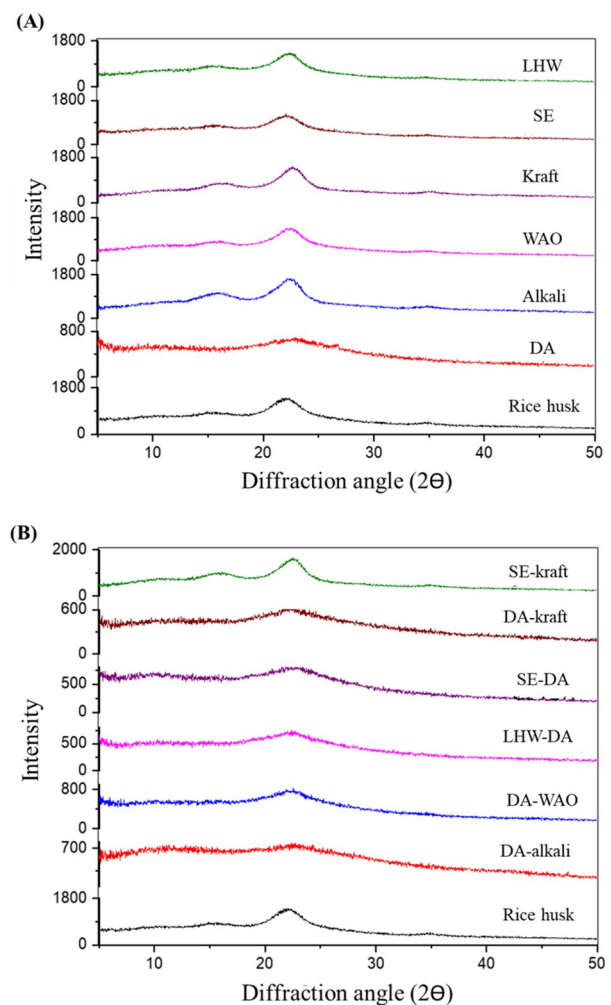 (A)
1800
0
LHW
1800
0
SE
1800
0
Kraft
1800
0
WAO
1800
0
Alkali
800
0
DA
1800
0
Rice husk
Intensity
10 20 30 40 50
Diffraction angle (2Θ)
(B)
2000
0
SE-kraft
600
0
DA-kraft
500
0
SE-DA
500
0
LHW-DA
800
0
DA-WAO
700
DA-alkali
1800
0
Rice husk
Intensity
10 20 30 40 50
Diffraction angle (2Θ)